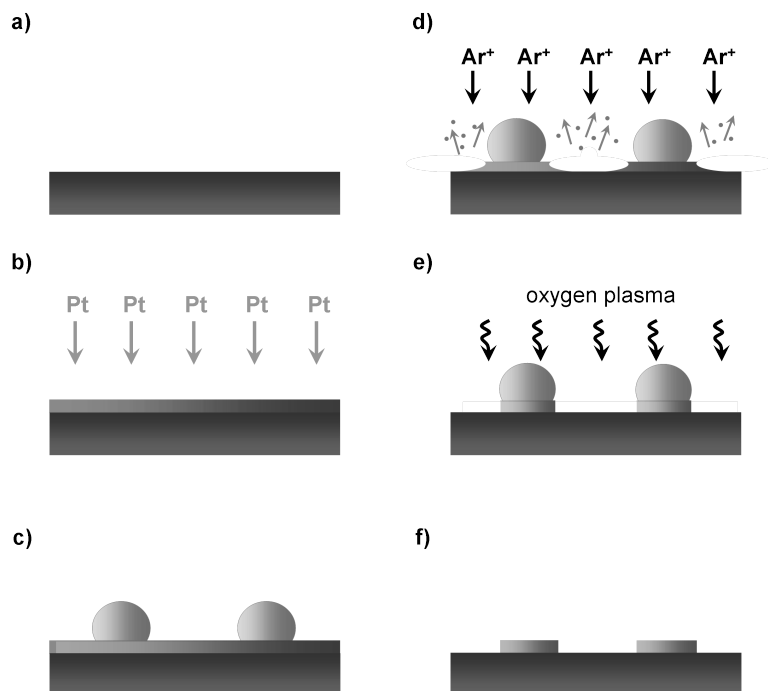 a)
b)
Pt Pt Pt Pt Pt
c)
d)
Ar⁺ Ar⁺ Ar⁺ Ar⁺ Ar⁺
e)
oxygen plasma
f)